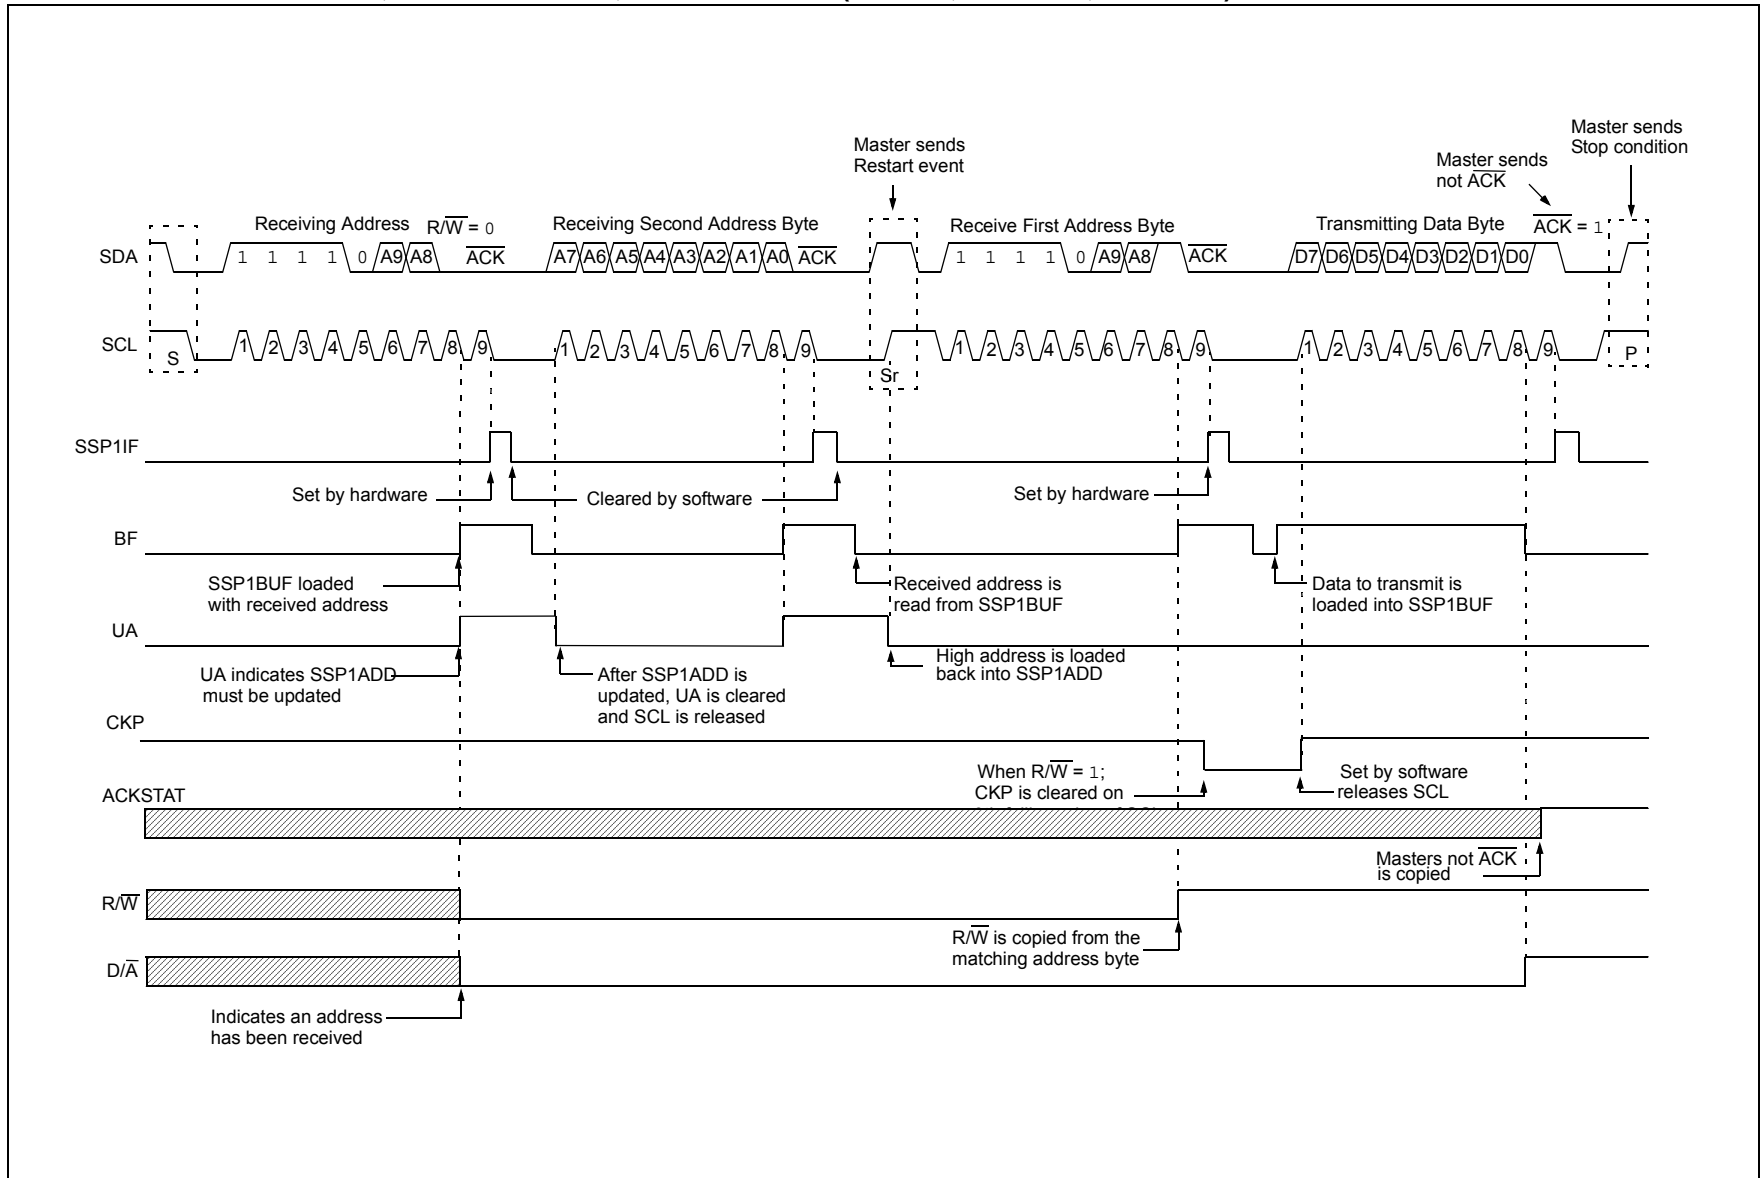 Master sends
Restart event
Master sends
not ACK
Master sends
Stop condition
Receiving Address R/W = 0
Receiving Second Address Byte
Receive First Address Byte
Transmitting Data Byte
ACK = 1
SDA
1 1 1 1 0 A9 A8 ACK
A7 A6 A5 A4 A3 A2 A1 A0 ACK
1 1 1 1 0 A9 A8 ACK
D7 D6 D5 D4 D3 D2 D1 D0
SCL
S
1 2 3 4 5 6 7 8 9
1 2 3 4 5 6 7 8 9
Sr
1 2 3 4 5 6 7 8 9
1 2 3 4 5 6 7 8 9
P
SSP1IF
Set by hardware
Cleared by software
Set by hardware
BF
SSP1BUF loaded
with received address
Received address is
read from SSP1BUF
Data to transmit is
loaded into SSP1BUF
UA
UA indicates SSP1ADD
must be updated
After SSP1ADD is
updated, UA is cleared
and SCL is released
High address is loaded
back into SSP1ADD
CKP
When R/W = 1;
CKP is cleared on
Set by software
releases SCL
ACKSTAT
Masters not ACK
is copied
R/W
R/W is copied from the
matching address byte
D/A
Indicates an address
has been received